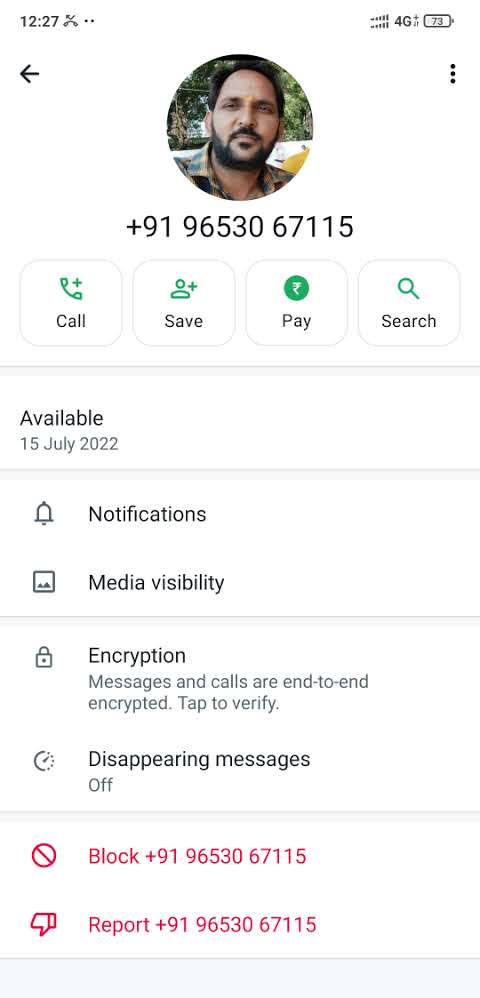 12:27
4G
73
+91 96530 67115
Call
Save
Pay
Search
Available
15 July 2022
Notifications
Media visibility
Encryption
Messages and calls are end-to-end
encrypted. Tap to verify.
Disappearing messages
Off
Block +91 96530 67115
Report +91 96530 67115